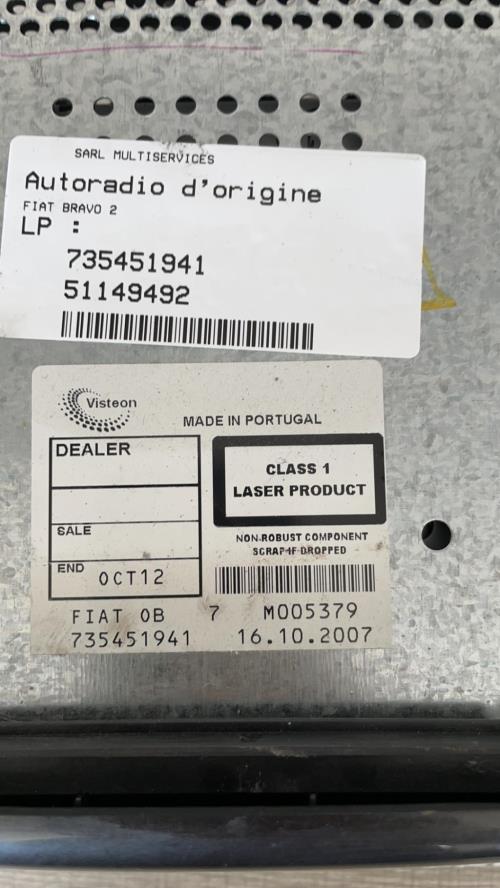 SARL MULTISERVICES
Autoradio d'origine
FIAT BRAVO 2
LP :
735451941
51149492
Visteon
MADE IN PORTUGAL
DEALER
CLASS 1
LASER PRODUCT
SALE
NON-ROBUST COMPONENT
SCRAP IF DROPPED
END OCT12
FIAT OB 7 M005379
735451941 16.10.2007